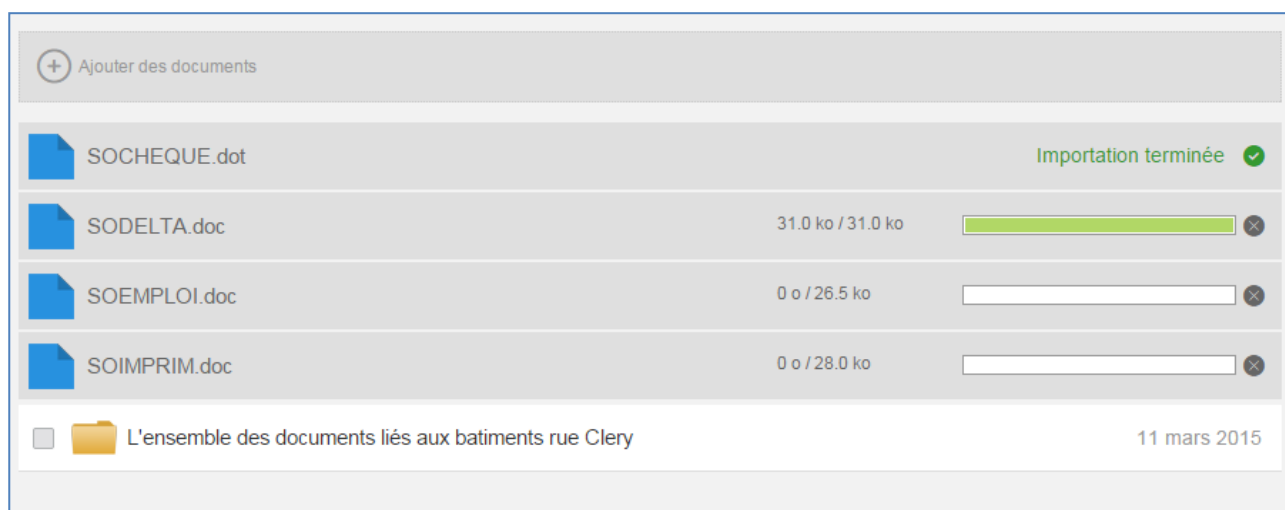 Ajouter des documents
SOCHEQUE.dot Importation terminée
SODELTA.doc 31.0 ko / 31.0 ko
SOEMPLOI.doc 0 o / 26.5 ko
SOIMPRIM.doc 0 o / 28.0 ko
L'ensemble des documents liés aux batiments rue Clery 11 mars 2015